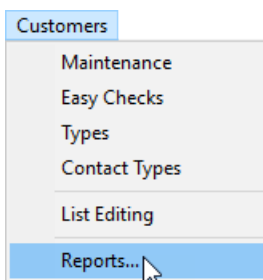 Customers
Maintenance
Easy Checks
Types
Contact Types
List Editing
Reports...